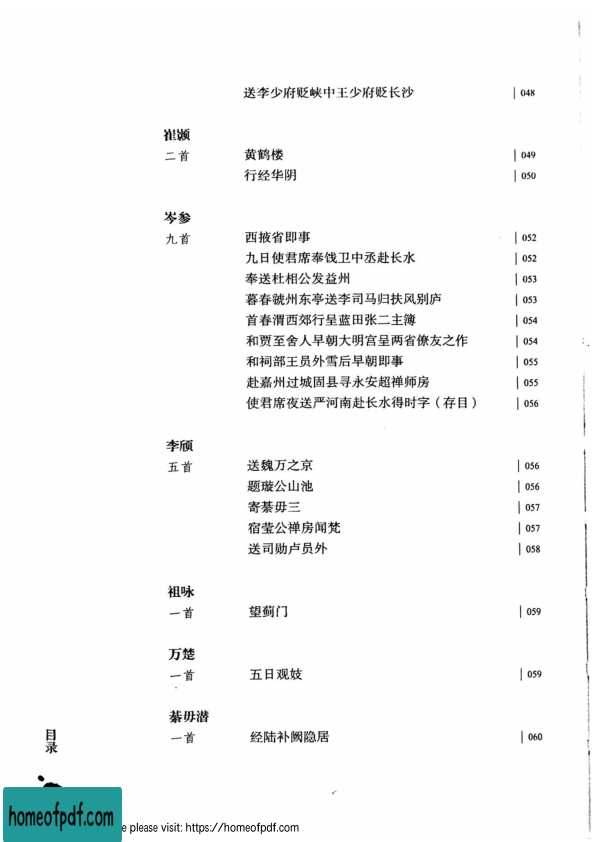 送李少府贬峡中王少府贬长沙 | 048
崔颢
二首 黄鹤楼 | 049
行经华阴 | 050
岑参
九首 西掖省即事 | 052
九日使君席奉饯卫中丞赴长水 | 052
奉送杜相公发益州 | 053
暮春虢州东亭送李司马归扶风别庐 | 053
首春渭西郊行呈蓝田张二主簿 | 054
和贾至舍人早朝大明宫呈两省僚友之作 | 054
和祠部王员外雪后早朝即事 | 055
赴嘉州过城固县寻永安超禅师房 | 055
使君席夜送严河南赴长水得时字（存目） | 056
李颀
五首 送魏万之京 | 056
题璇公山池 | 056
寄綦毋三 | 057
宿莹公禅房闻梵 | 057
送司勋卢员外 | 058
祖咏
一首 望蓟门 | 059
万楚
一首 五日观妓 | 059
綦毋潜
一首 经陆补阙隐居 | 060
目录
homeofpdf.com
e please visit: https://homeofpdf.com